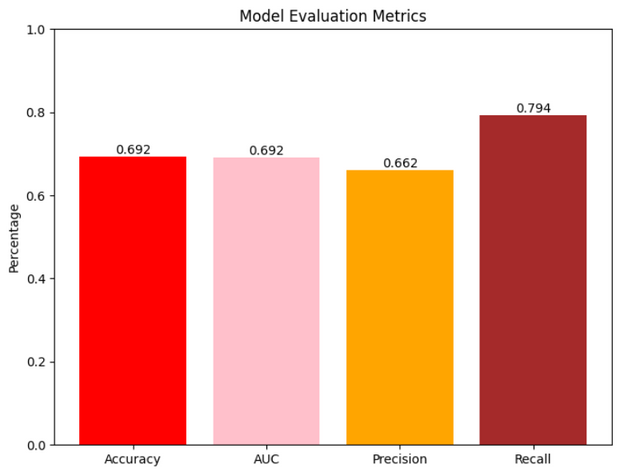 Model Evaluation Metrics
Percentage
1.0
0.8
0.6
0.4
0.2
0.0
0.692
0.692
0.662
0.794
Accuracy
AUC
Precision
Recall